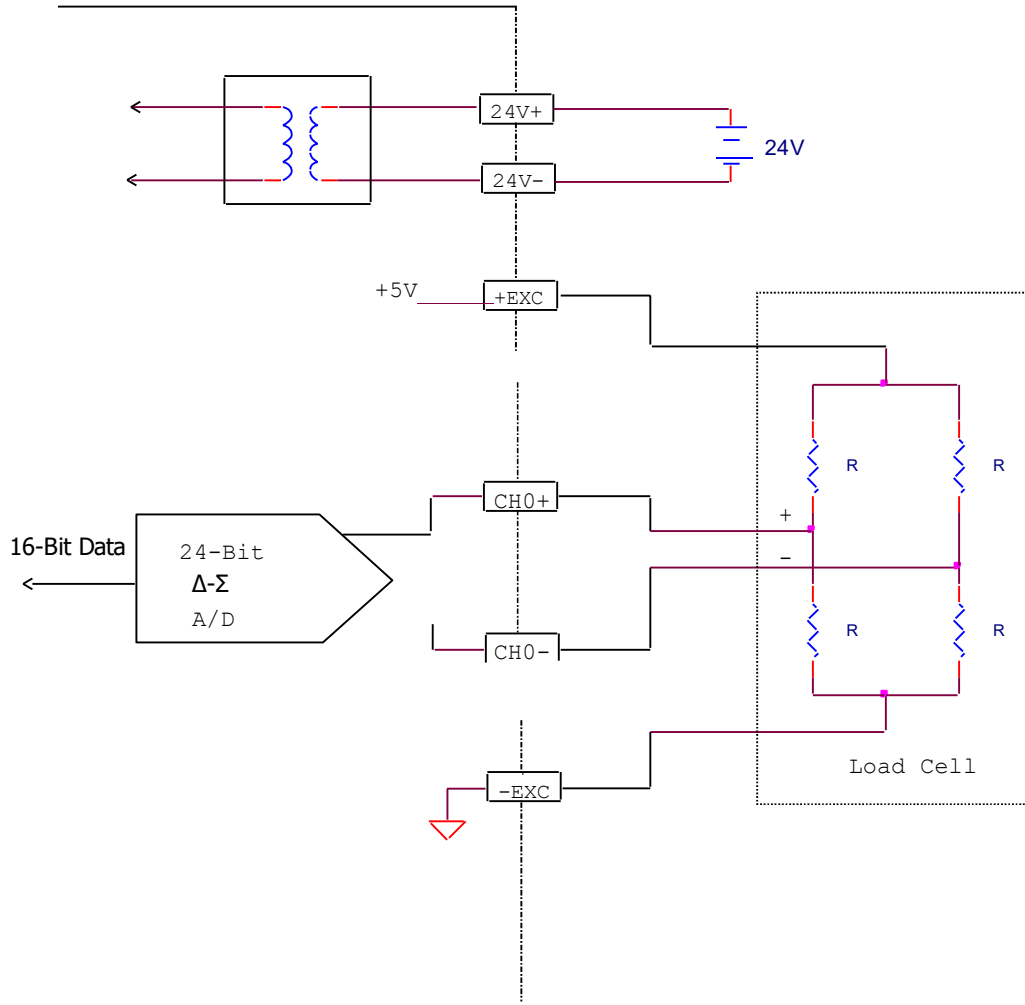 24V+
24V
24V-
+5V
+EXC
R R
CH0+
+
16-Bit Data
24-Bit
-
Δ-Σ
A/D
R R
CH0-
Load Cell
-EXC